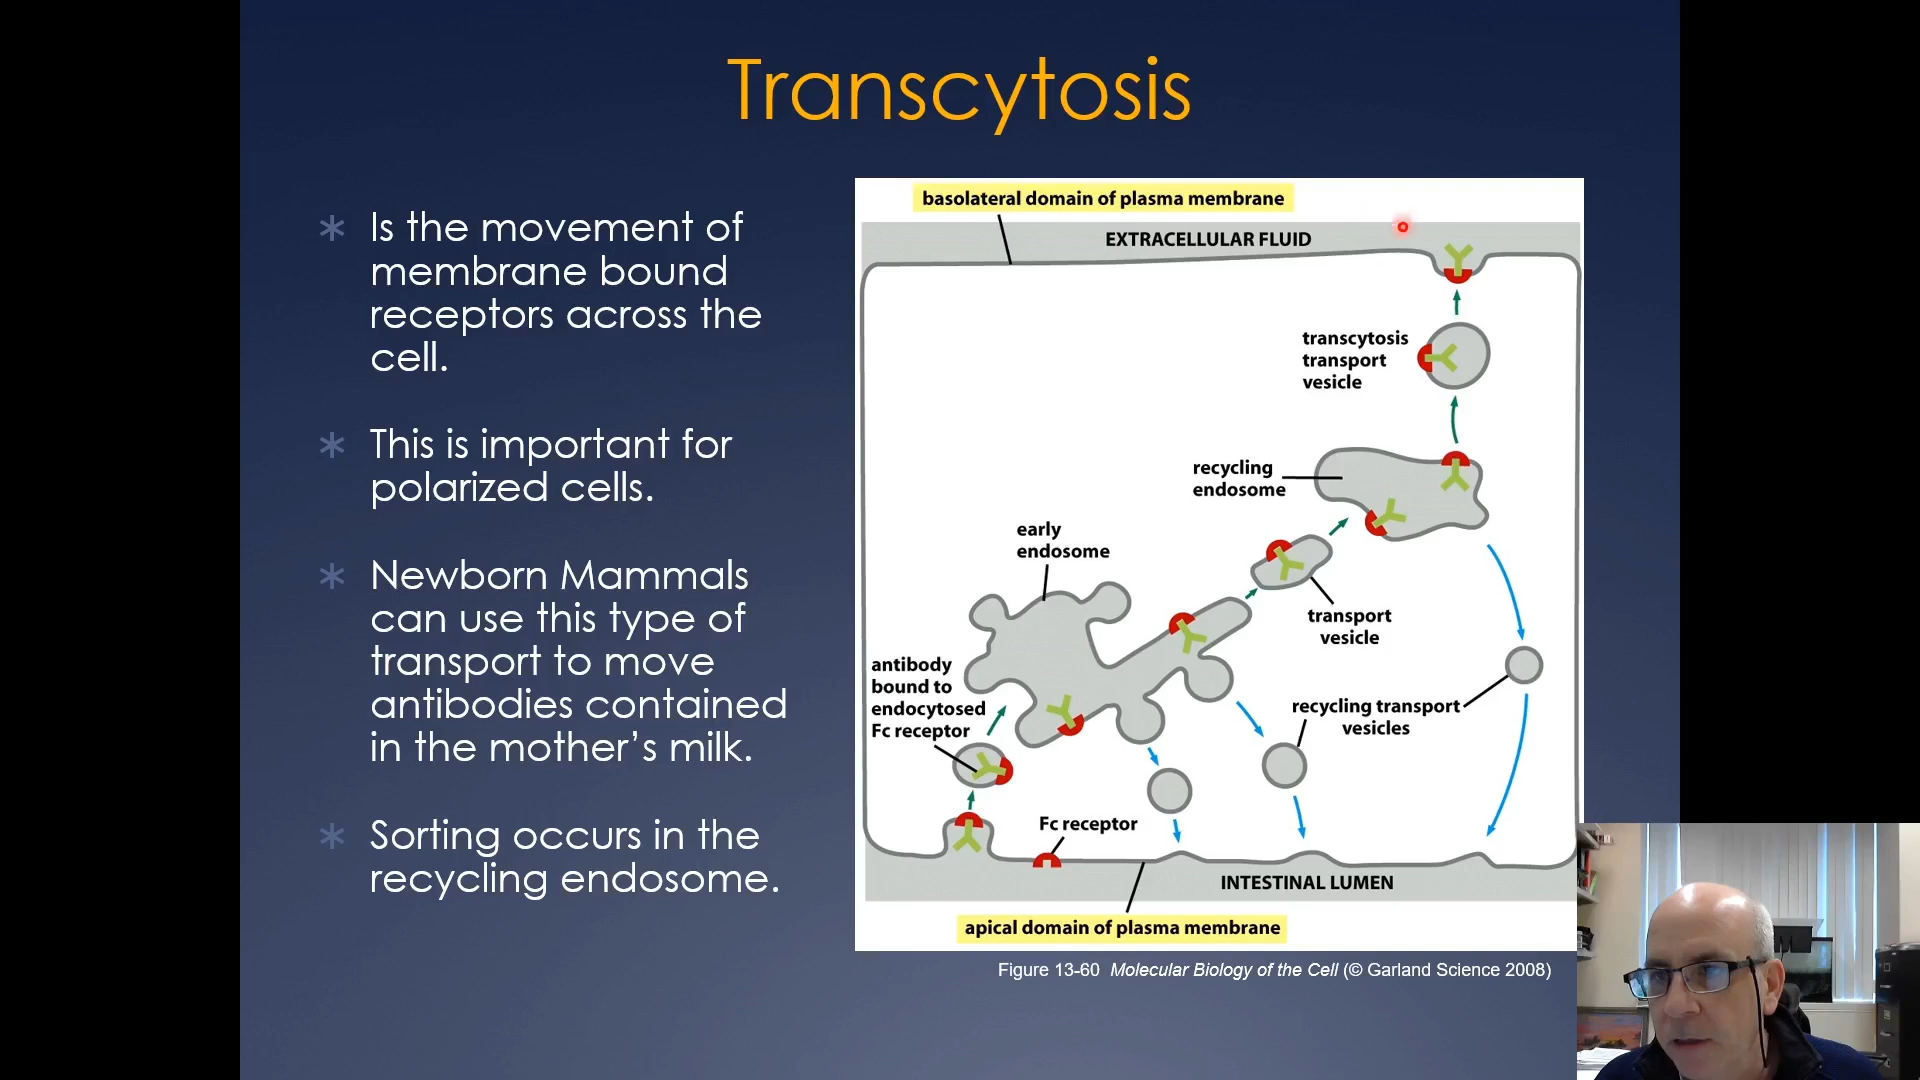 Transcytosis
Is the movement of
membrane bound
receptors across the
cell.
This is important for
polarized cells.
Newborn Mammals
can use this type of
transport to move
antibodies contained
in the mother's milk.
Sorting occurs in the
recycling endosome.
basolateral domain of plasma membrane
EXTRACELLULAR FLUID
transcytosis
transport
vesicle
recycling
endosome
early
endosome
transport
vesicle
antibody
bound to
endocytosed
Fc receptor
recycling transport
vesicles
Fc receptor
INTESTINAL LUMEN
apical domain of plasma membrane
Figure 13-60 Molecular Biology of the Cell (© Garland Science 2008)